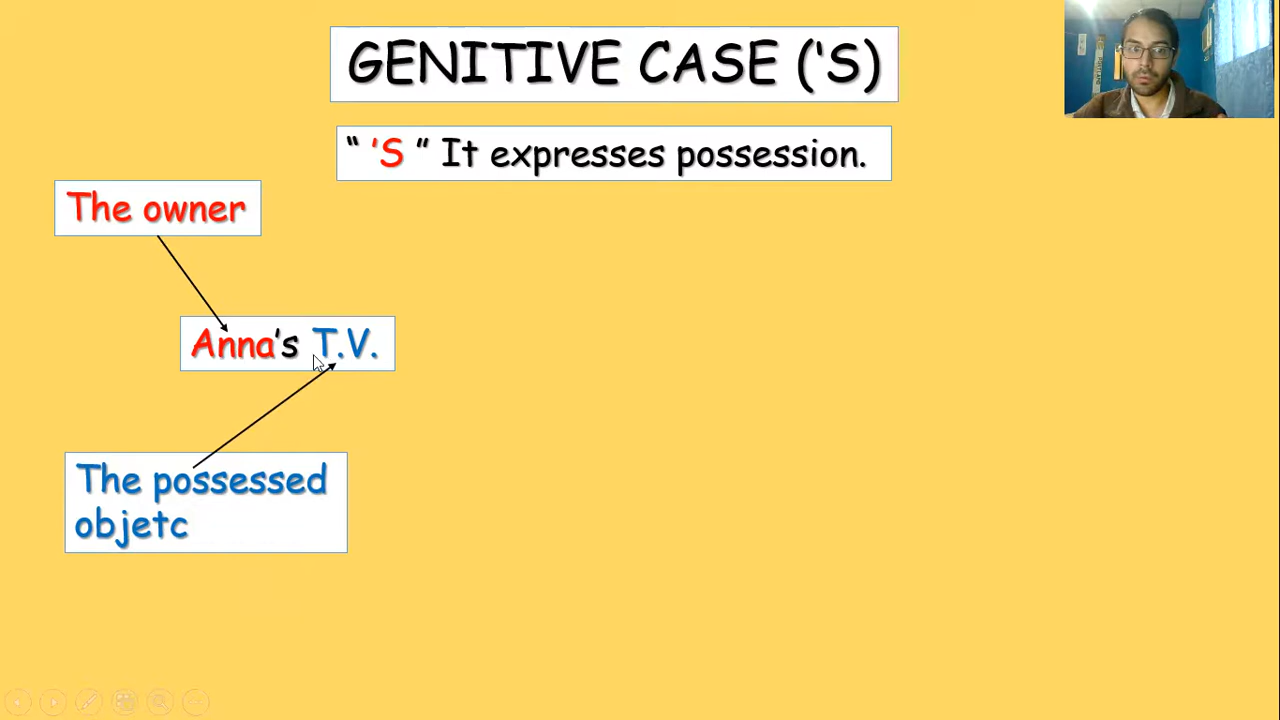 GENITIVE CASE ('S)
“ 'S ” It expresses possession.
The owner
Anna's T.V.
The possessed
objetc